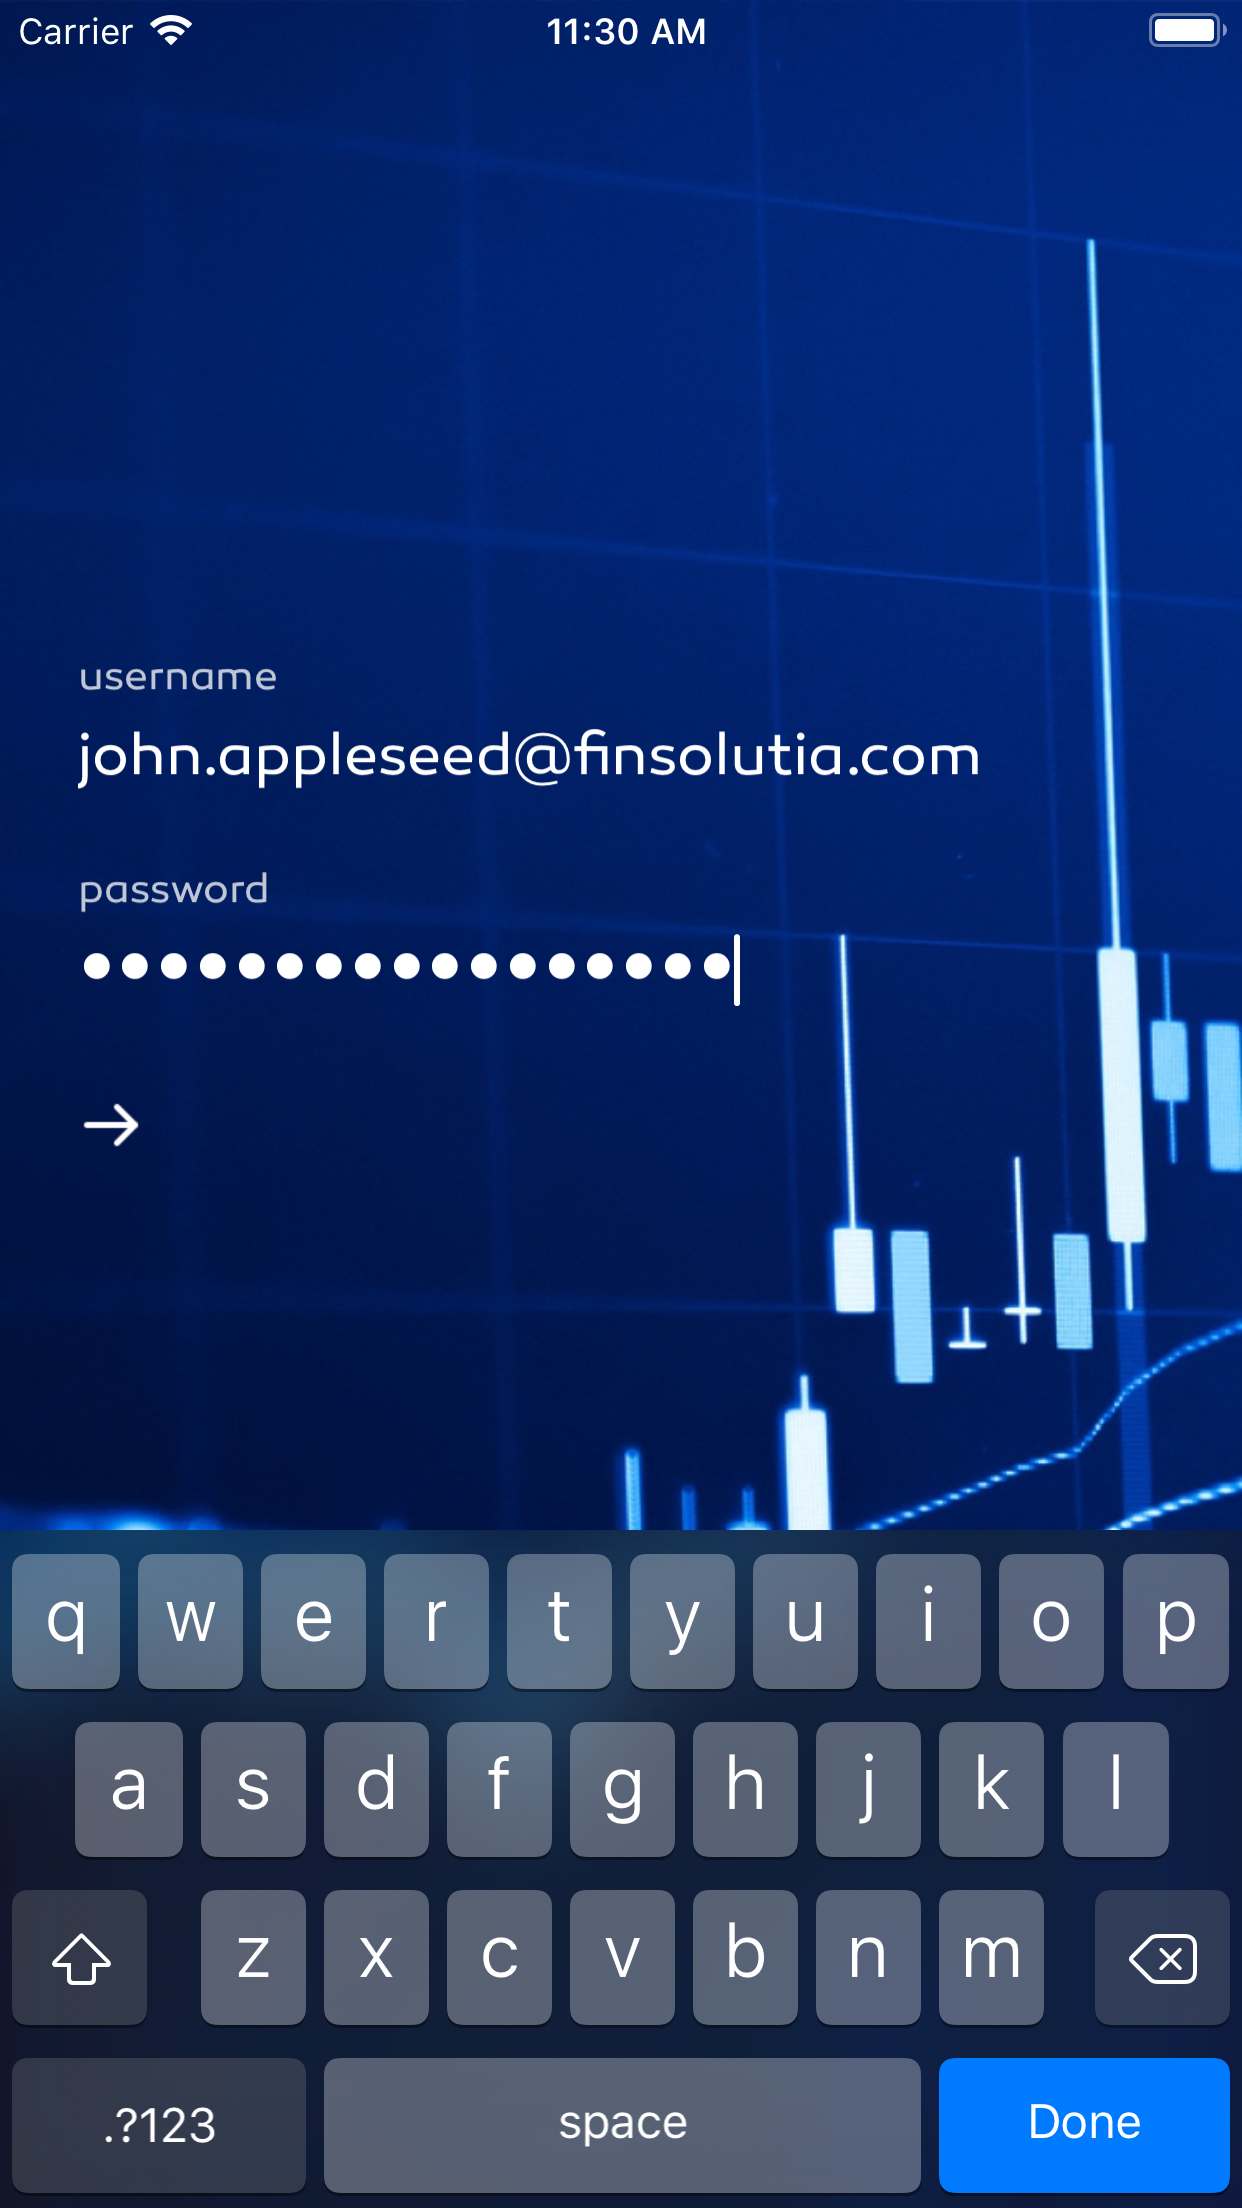 Carrier 11:30 AM
username
john.appleseed@finsolutia.com
password
q w e r t y u i o p
a s d f g h j k l
z x c v b n m
.?123 space Done